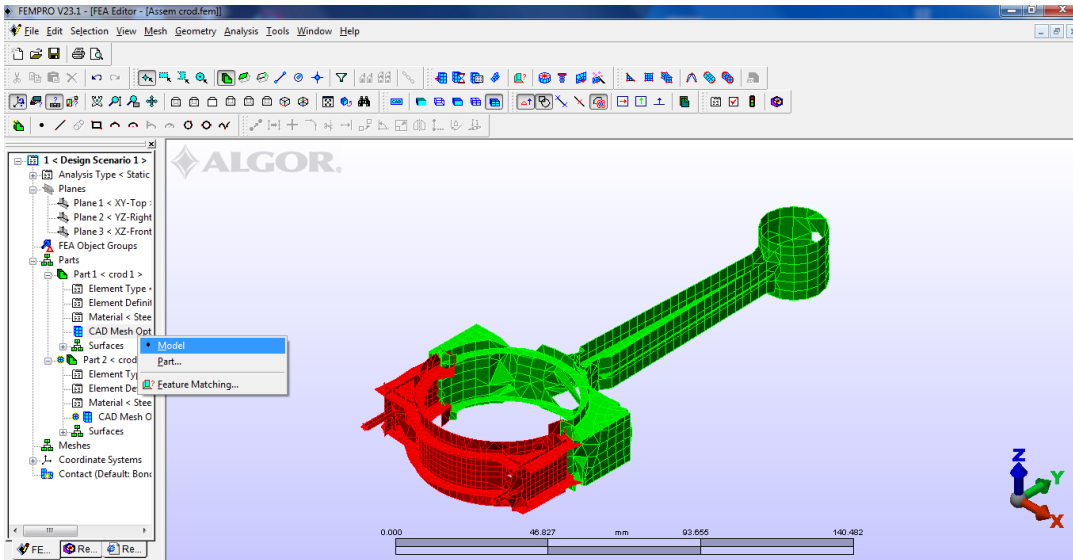 FEMPRO V23.1 - [FEA Editor - [Assem crod.fem]]
File Edit Selection View Mesh Geometry Analysis Tools Window Help
ALGOR.
1 < Design Scenario 1 >
Analysis Type < Static
Planes
Plane 1 < XY-Top >
Plane 2 < YZ-Right
Plane 3 < XZ-Front
FEA Object Groups
Parts
Part 1 < crod 1 >
Element Type <
Element Definit
Material < Stee
CAD Mesh Opt
Surfaces
Part 2 < crod
Element Typ
Element De
Material < Stee
CAD Mesh O
Surfaces
Meshes
Coordinate Systems
Contact (Default: Bond
Model
Part...
Feature Matching...
Z
Y
X
0.000 46.827 mm 93.655 140.482
FE... Re... Re...